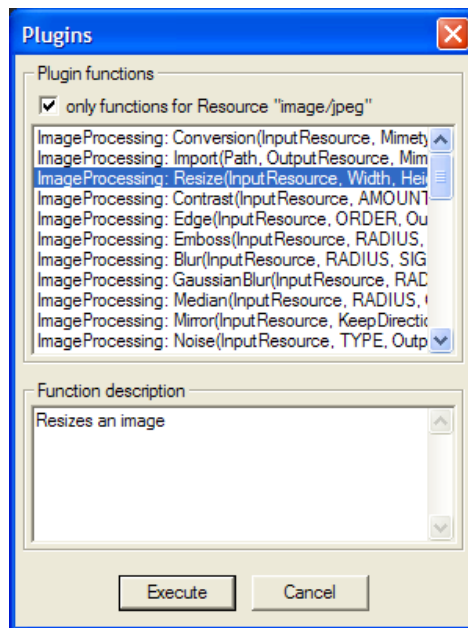 Plugins
Plugin functions
only functions for Resource "image/jpeg"
ImageProcessing: Conversion(InputResource, Mimety
ImageProcessing: Import(Path, OutputResource, Mim
ImageProcessing: Resize(InputResource, Width, Hei
ImageProcessing: Contrast(InputResource, AMOUNT
ImageProcessing: Edge(InputResource, ORDER, Ou
ImageProcessing: Emboss(InputResource, RADIUS,
ImageProcessing: Blur(InputResource, RADIUS, SIG
ImageProcessing: GaussianBlur(InputResource, RAD
ImageProcessing: Median(InputResource, RADIUS, 
ImageProcessing: Mirror(InputResource, KeepDirectio
ImageProcessing: Noise(InputResource, TYPE, Outp
Function description
Resizes an image
Execute Cancel